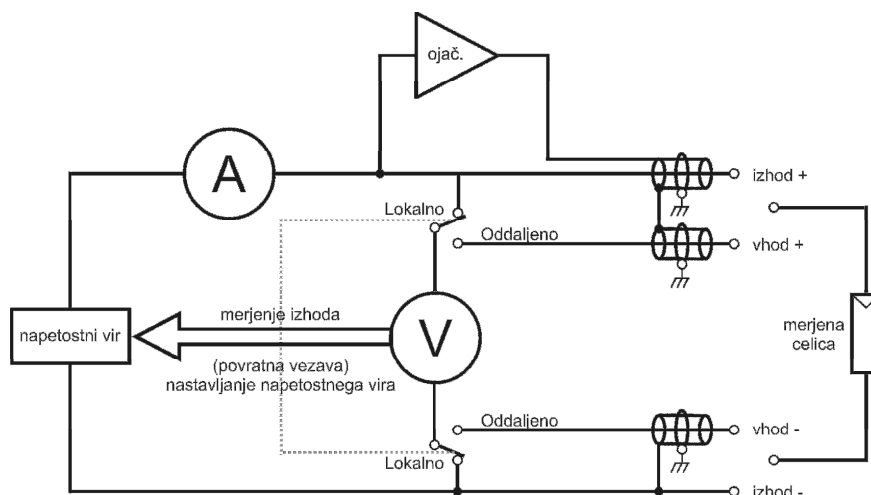 ojač.
A
izhod +
Lokalno
Oddaljeno
vhod +
merjenje izhoda
napetostni vir
V
merjena
celica
(povratna vezava)
nastavljanje napetostnega vira
Oddaljeno
vhod -
Lokalno
izhod -